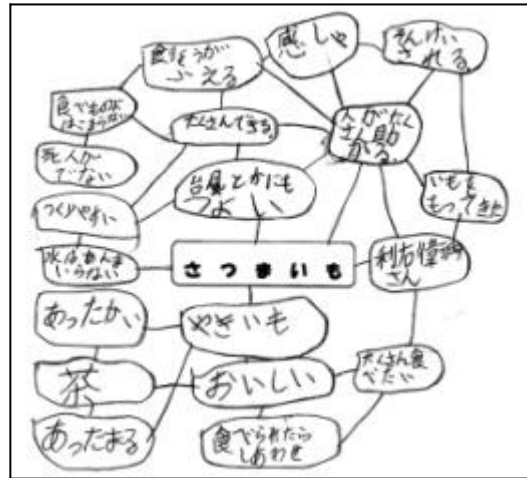 食りょうが
ふえる
感しゃ
そんけい
される。
食べものに
はこまらない
たくさんできる。
人がたく
さん助
かる。
死人が
でない
台風とかにも
つよい
いもを
もってきた
つくりやすい
水はあんま
いらない
さつまいも
利右衛門
さん
あったかい
やきいも
茶
おいしい
たくさん食
べたい
あったまる
食べられたら
しあわせ